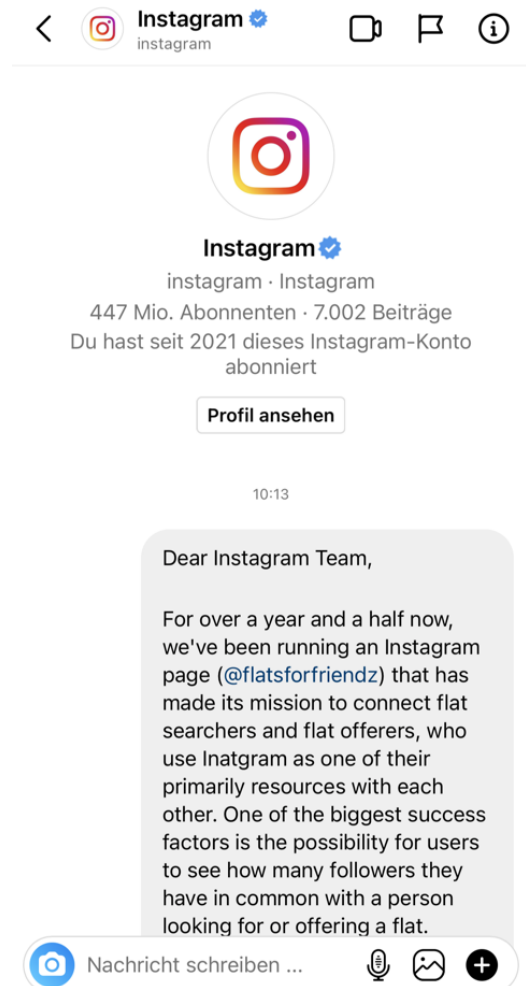 Instagram
instagram
Instagram
instagram · Instagram
447 Mio. Abonnenten · 7.002 Beiträge
Du hast seit 2021 dieses Instagram-Konto
abonniert
Profil ansehen
10:13
Dear Instagram Team,
For over a year and a half now,
we've been running an Instagram
page (@flatsforfriendz) that has
made its mission to connect flat
searchers and flat offerers, who
use Inatgram as one of their
primarily resources with each
other. One of the biggest success
factors is the possibility for users
to see how many followers they
have in common with a person
looking for or offering a flat.
Nachricht schreiben ...